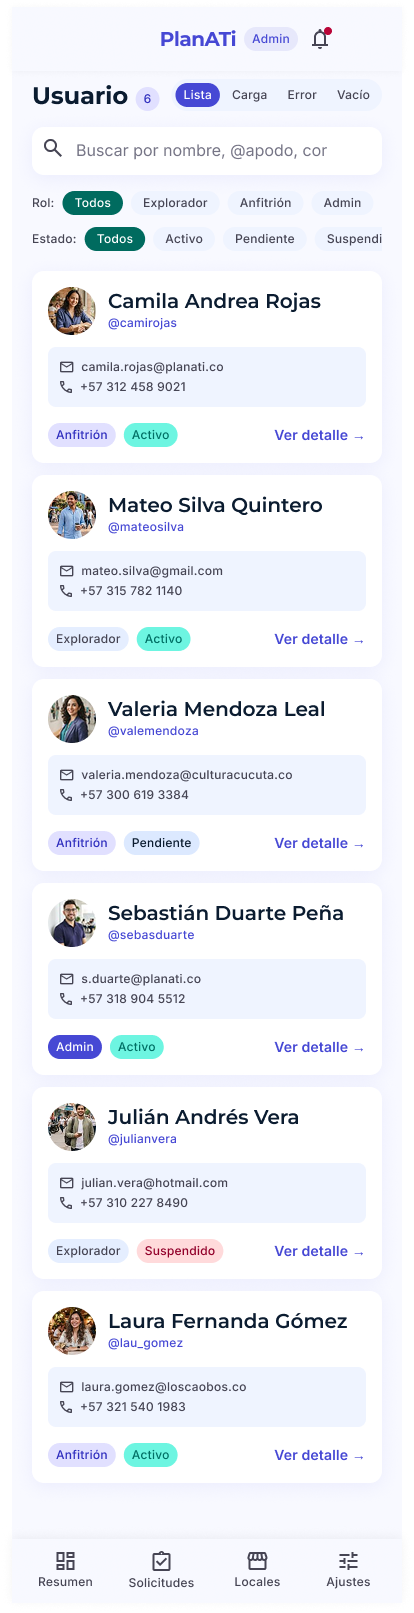 PlanATi Admin
Usuario 6 Lista Carga Error Vacío
Buscar por nombre, @apodo, cor
Rol: Todos Explorador Anfitrión Admin
Estado: Todos Activo Pendiente Suspendi
Camila Andrea Rojas
@camirojas
camila.rojas@planati.co
+57 312 458 9021
Anfitrión Activo Ver detalle →
Mateo Silva Quintero
@mateosilva
mateo.silva@gmail.com
+57 315 782 1140
Explorador Activo Ver detalle →
Valeria Mendoza Leal
@valemendoza
valeria.mendoza@culturacucuta.co
+57 300 619 3384
Anfitrión Pendiente Ver detalle →
Sebastián Duarte Peña
@sebasduarte
s.duarte@planati.co
+57 318 904 5512
Admin Activo Ver detalle →
Julián Andrés Vera
@julianvera
julian.vera@hotmail.com
+57 310 227 8490
Explorador Suspendido Ver detalle →
Laura Fernanda Gómez
@lau_gomez
laura.gomez@loscaobos.co
+57 321 540 1983
Anfitrión Activo Ver detalle →
Resumen Solicitudes Locales Ajustes